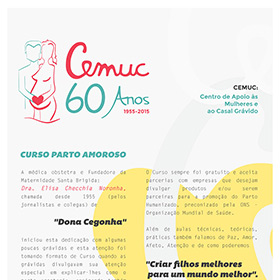 Cemuc
60 Anos
1955-2015
CEMUC:
Centro de Apoio às
Mulheres e
ao Casal Grávido
CURSO PARTO AMOROSO
A médica obstetra e Fundadora da
Maternidade Santa Brígida:
Dra. Elisa Checchia Noronha,
chamada desde 1955 pelos
jornalistas e colegas) de
"Dona Cegonha"
iniciou esta dedicação com algumas
poucas grávidas e esta atenção foi
tomando formato de Curso quando as
grávidas divulgavam sua atenção
especial em explicar-lhes como o
O Curso sempre foi gratuito e aceita
parcerias com empresas que desejam
divulgar produtos e/ou serem
parceiras para a promoção do Parto
Humanizado, preconizado pela OMS -
Organização Mundial de Saúde.
Além de aulas técnicas, teóricas,
práticas também falamos de Paz, Amor,
Afeto, Atenção e de como poderemos
"Criar filhos melhores
para um mundo melhor".